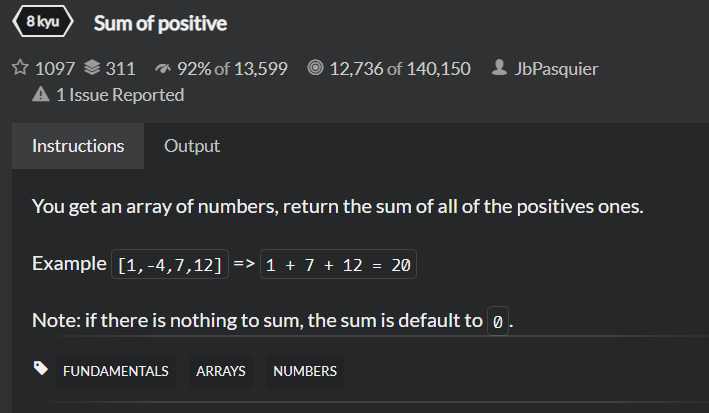 8 kyu Sum of positive
1097 311 92% of 13,599 12,736 of 140,150 JbPasquier
1 Issue Reported
Instructions Output
You get an array of numbers, return the sum of all of the positives ones.
Example [1,-4,7,12] => 1 + 7 + 12 = 20
Note: if there is nothing to sum, the sum is default to 0.
FUNDAMENTALS ARRAYS NUMBERS